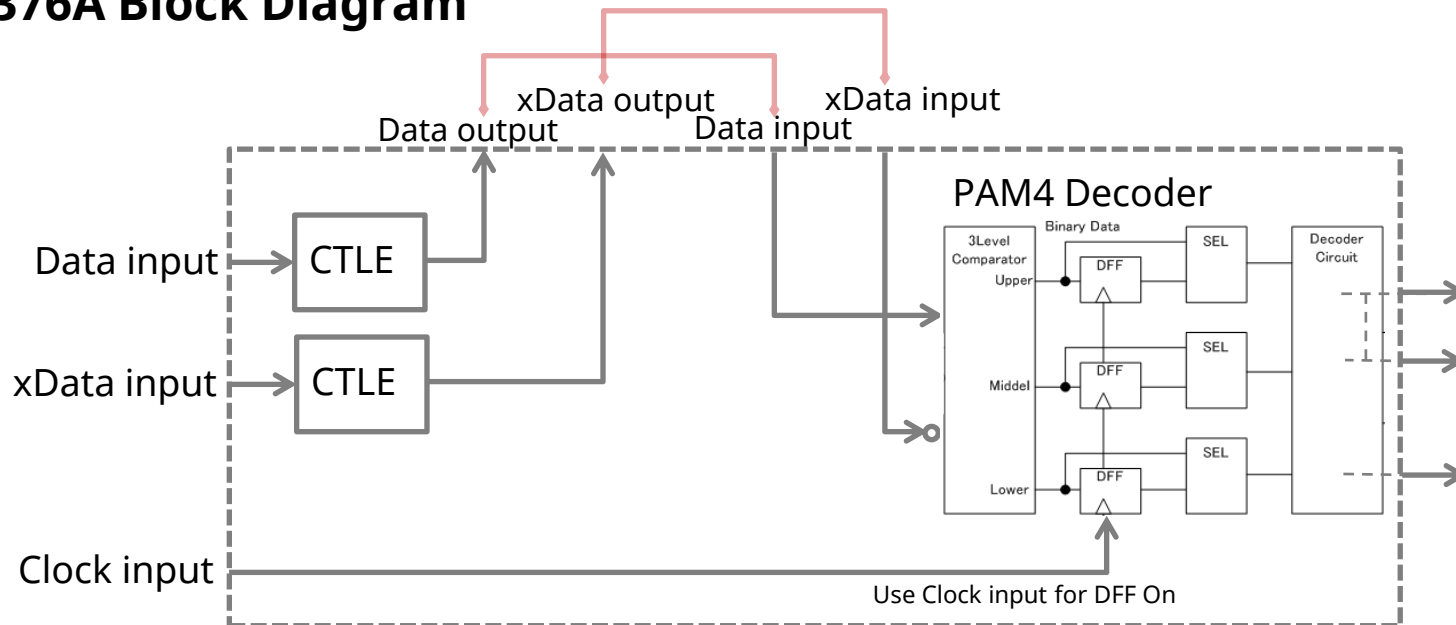 376A Block Diagram
xData output
xData input
Data output
Data input
PAM4 Decoder
Binary Data
3Level
Comparator
Upper
DFF
SEL
Decoder
Circuit
Data input
CTLE
Middel
DFF
SEL
xData input
CTLE
Lower
DFF
SEL
Clock input
Use Clock input for DFF On